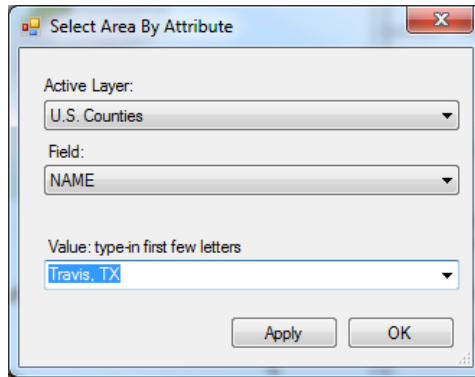 Select Area By Attribute
Active Layer:
U.S. Counties
Field:
NAME
Value: type-in first few letters
Travis, TX
Apply OK